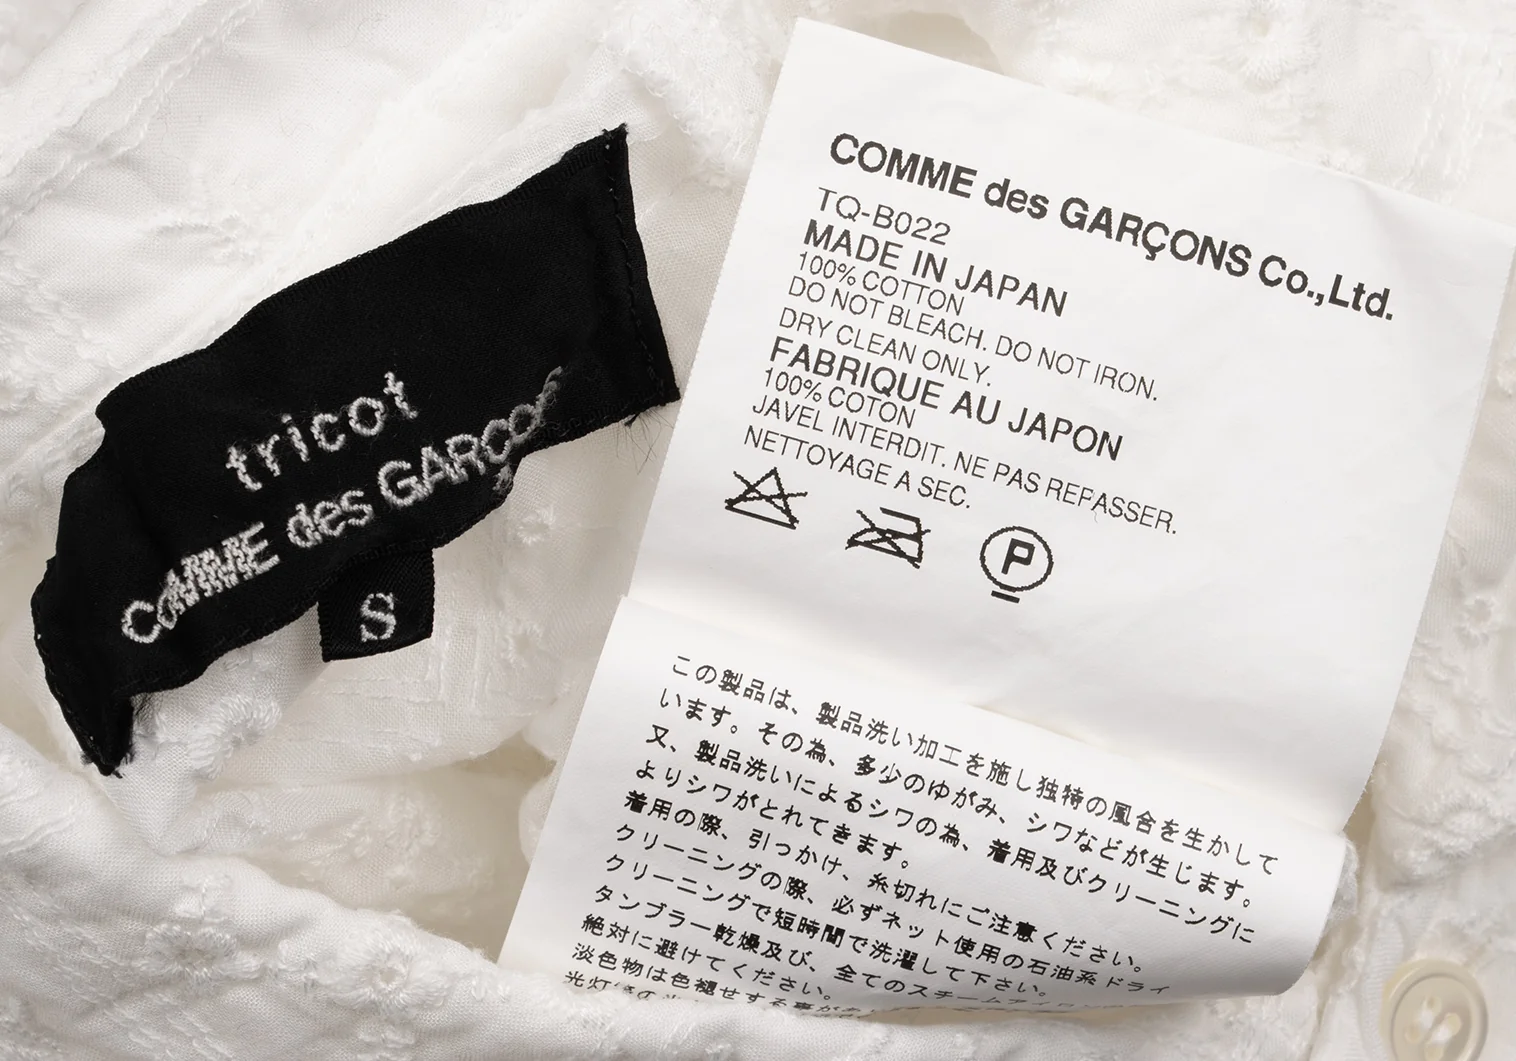 tricot
COMME des GARÇONS
S
COMME des GARÇONS Co.,Ltd.
TQ-B022
MADE IN JAPAN
100% COTTON
DO NOT BLEACH. DO NOT IRON.
DRY CLEAN ONLY.
FABRIQUE AU JAPON
100% COTON
JAVEL INTERDIT. NE PAS REPASSER.
NETTOYAGE A SEC.
P
この製品は、製品洗い加工を施し独特の風合を生かして
います。その為、多少のゆがみ、シワなどが生じます。
又、製品洗いによるシワの為、着用及びクリーニングに
よりシワがとれてきます。
着用の際、引っかけ、糸切れにご注意ください。
クリーニングの際、必ずネット使用の石油系ドライ
クリーニングで短時間で洗濯して下さい。
タンブラー乾燥及び、全てのスチームアイロン
絶対に避けてください。
淡色物は色褪せする事が